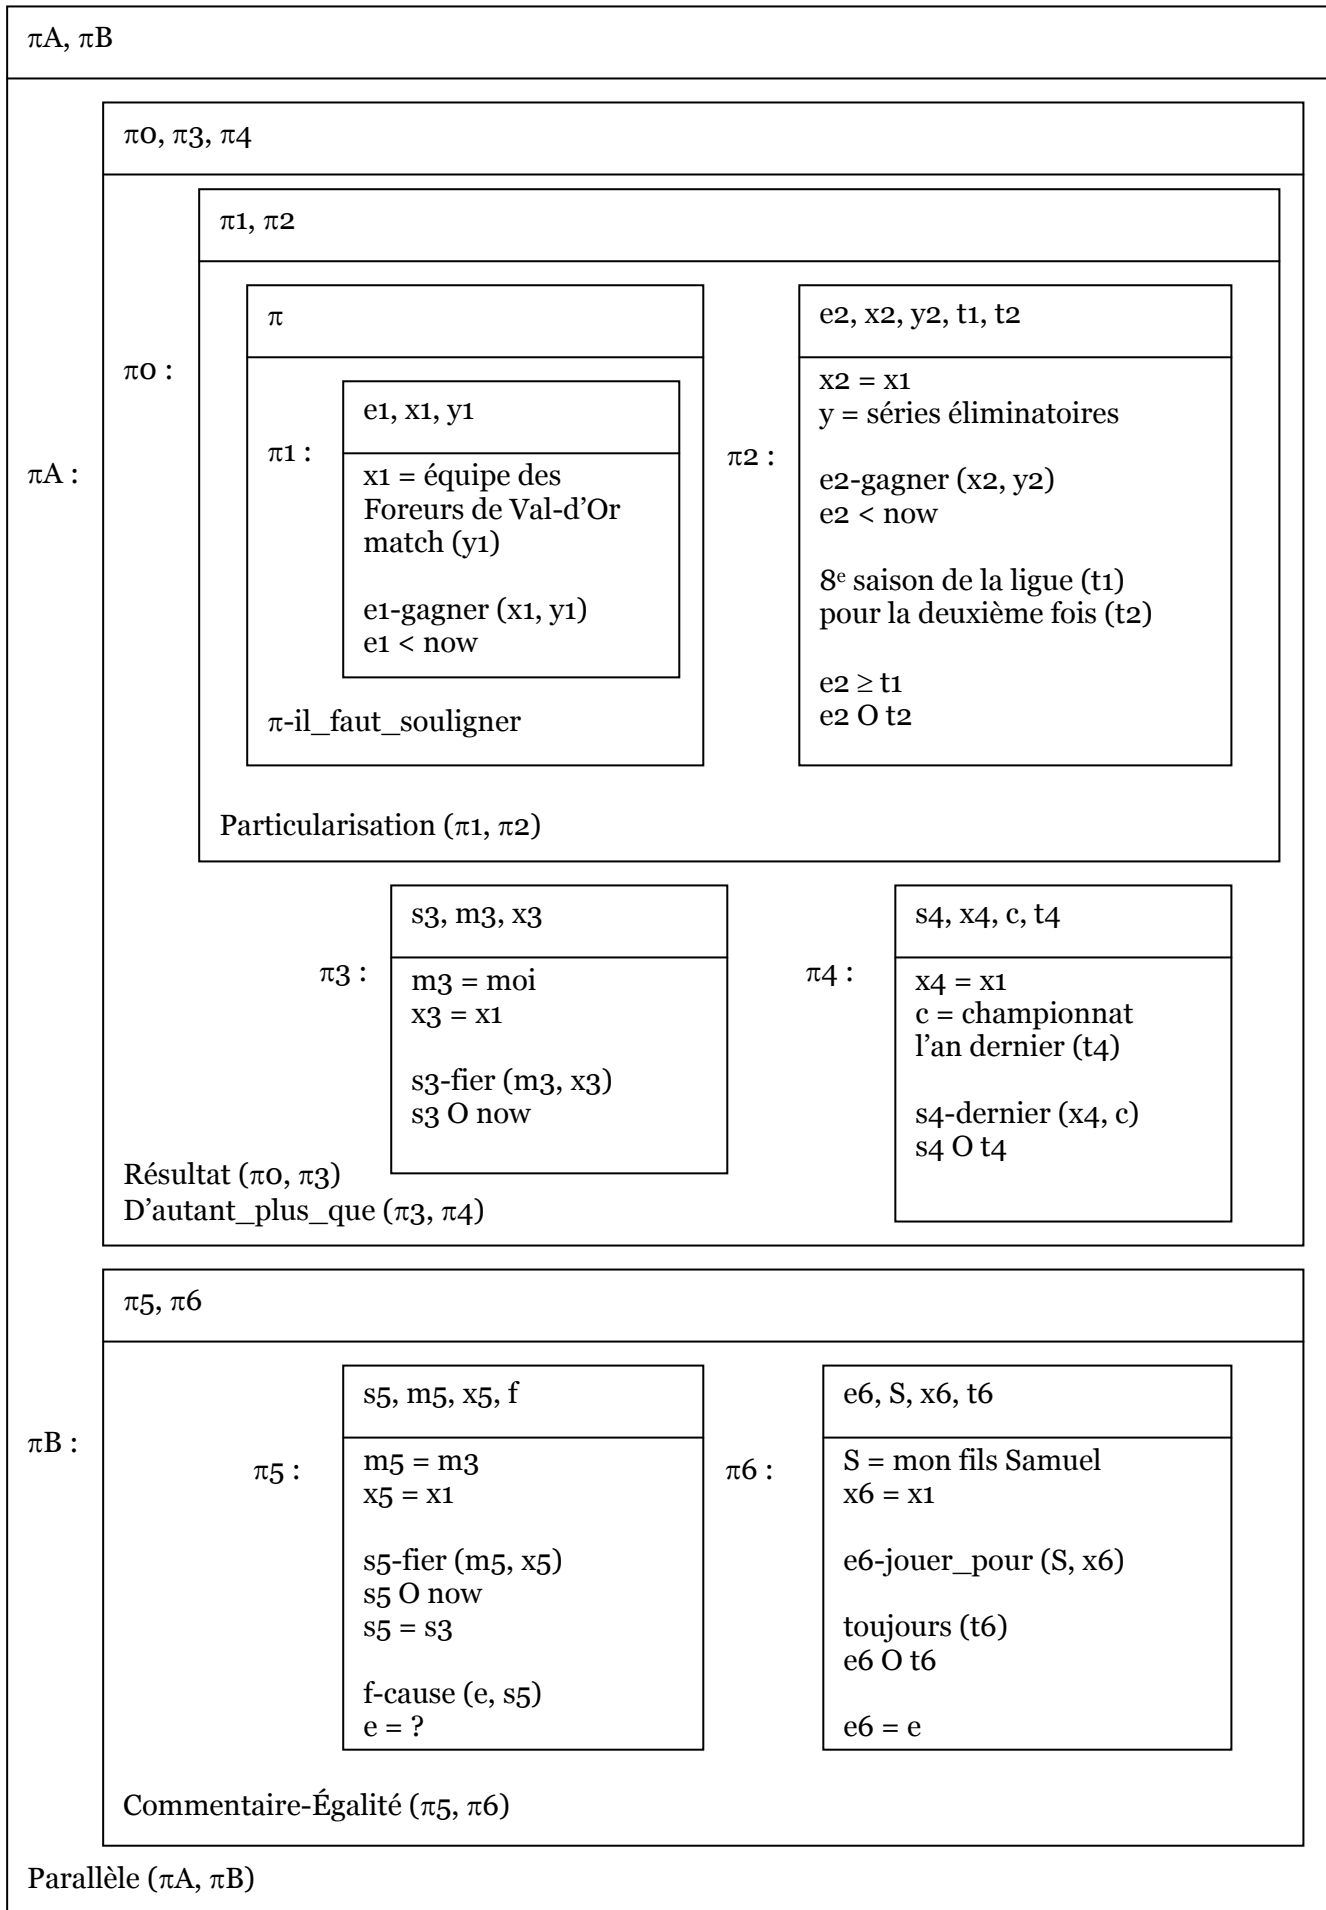 πA, πB
πA :
π0, π3, π4
π0 :
π1, π2
π
π1 :
e1, x1, y1
x1 = équipe des
Foreurs de Val-d’Or
match (y1)
e1-gagner (x1, y1)
e1 < now
π-il_faut_souligner
π2 :
e2, x2, y2, t1, t2
x2 = x1
y = séries éliminatoires
e2-gagner (x2, y2)
e2 < now
8e saison de la ligue (t1)
pour la deuxième fois (t2)
e2 ≥ t1
e2 O t2
Particularisation (π1, π2)
π3 :
s3, m3, x3
m3 = moi
x3 = x1
s3-fier (m3, x3)
s3 O now
π4 :
s4, x4, c, t4
x4 = x1
c = championnat
l’an dernier (t4)
s4-dernier (x4, c)
s4 O t4
Résultat (π0, π3)
D’autant_plus_que (π3, π4)
πB :
π5, π6
π5 :
s5, m5, x5, f
m5 = m3
x5 = x1
s5-fier (m5, x5)
s5 O now
s5 = s3
f-cause (e, s5)
e = ?
π6 :
e6, S, x6, t6
S = mon fils Samuel
x6 = x1
e6-jouer_pour (S, x6)
toujours (t6)
e6 O t6
e6 = e
Commentaire-Égalité (π5, π6)
Parallèle (πA, πB)